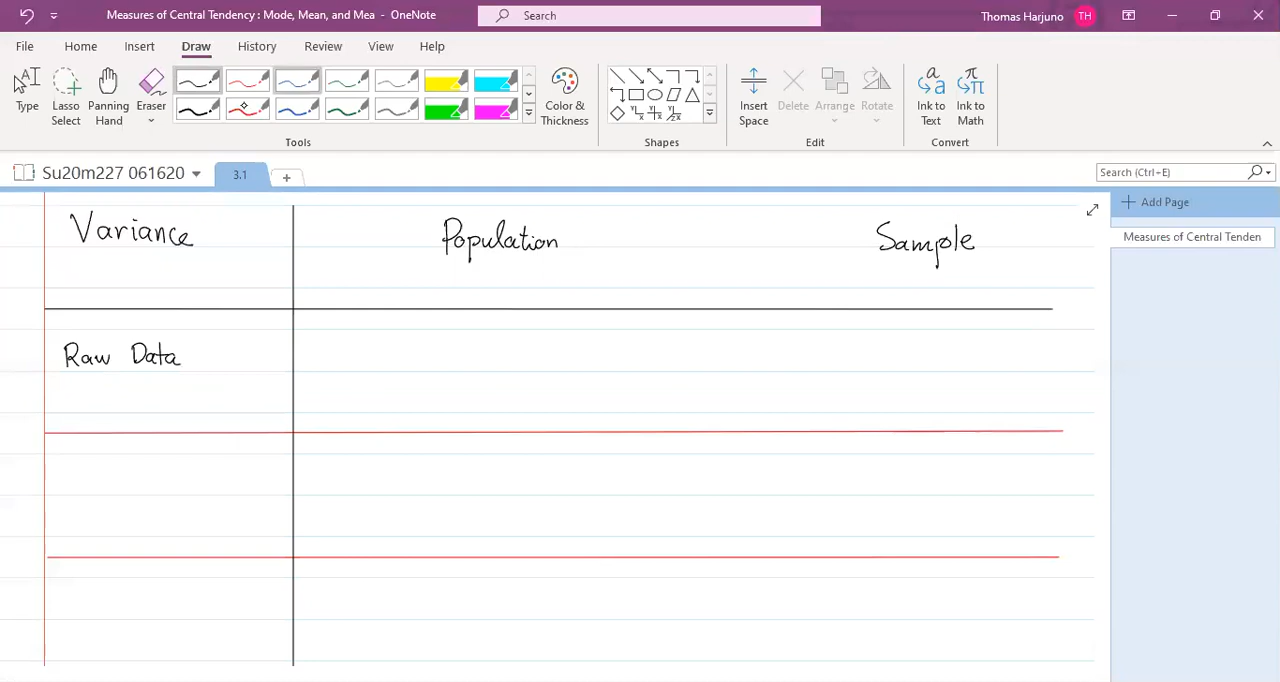 Measures of Central Tendency : Mode, Mean, and Mea - OneNote
Search
Thomas Harjuno TH
File Home Insert Draw History Review View Help
Type
Lasso Select
Panning Hand
Eraser
Color & Thickness
Insert Space
Delete
Arrange
Rotate
Ink to Text
Ink to Math
Tools
Shapes
Edit
Convert
Su20m227 061620
3.1
Search (Ctrl+E)
Add Page
Measures of Central Tenden
Variance Population Sample
Raw Data